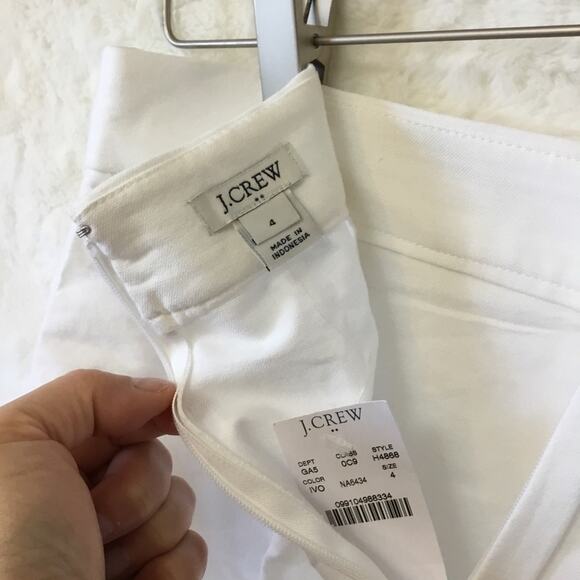 J.CREW
4
MADE IN
INDONESIA
J.CREW
DEPT CLASS STYLE
GA5 0C9 H4868
COLOR SIZE
IVO NA6434 4
099104988334